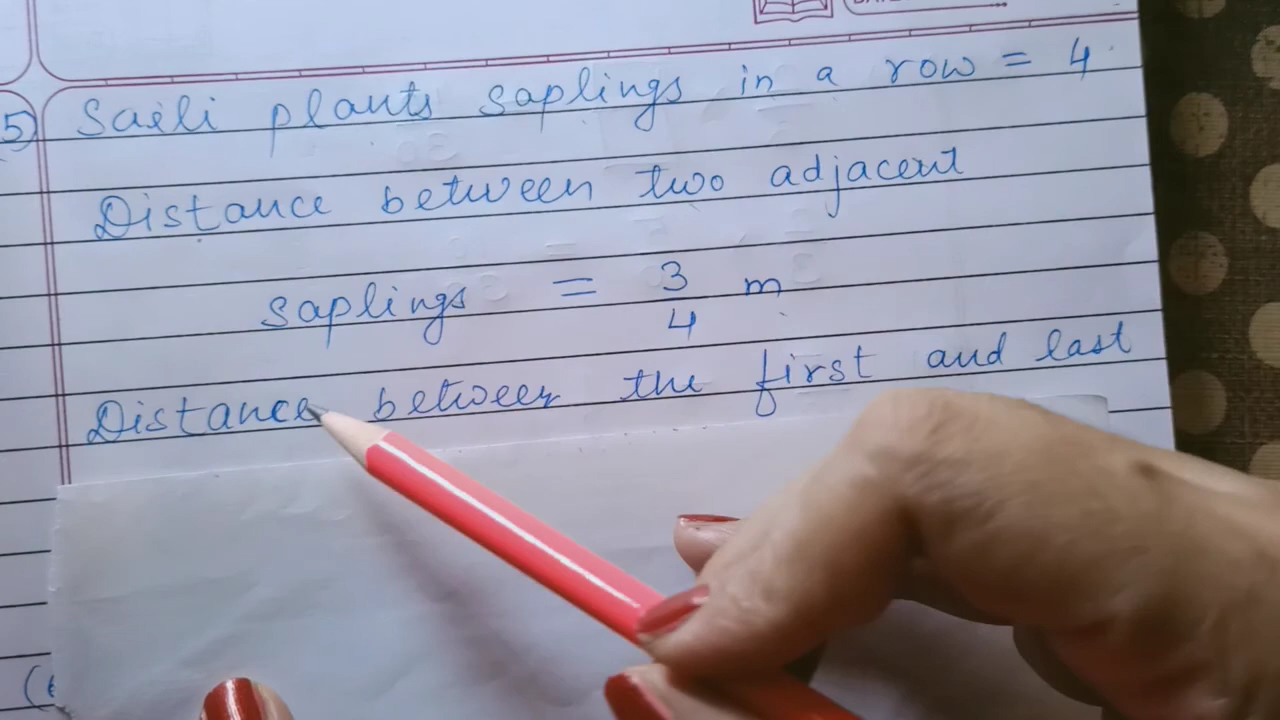 5) Saili plants saplings in a row = 4.
Distance between two adjacent
saplings = 3/4 m
Distance between the first and last